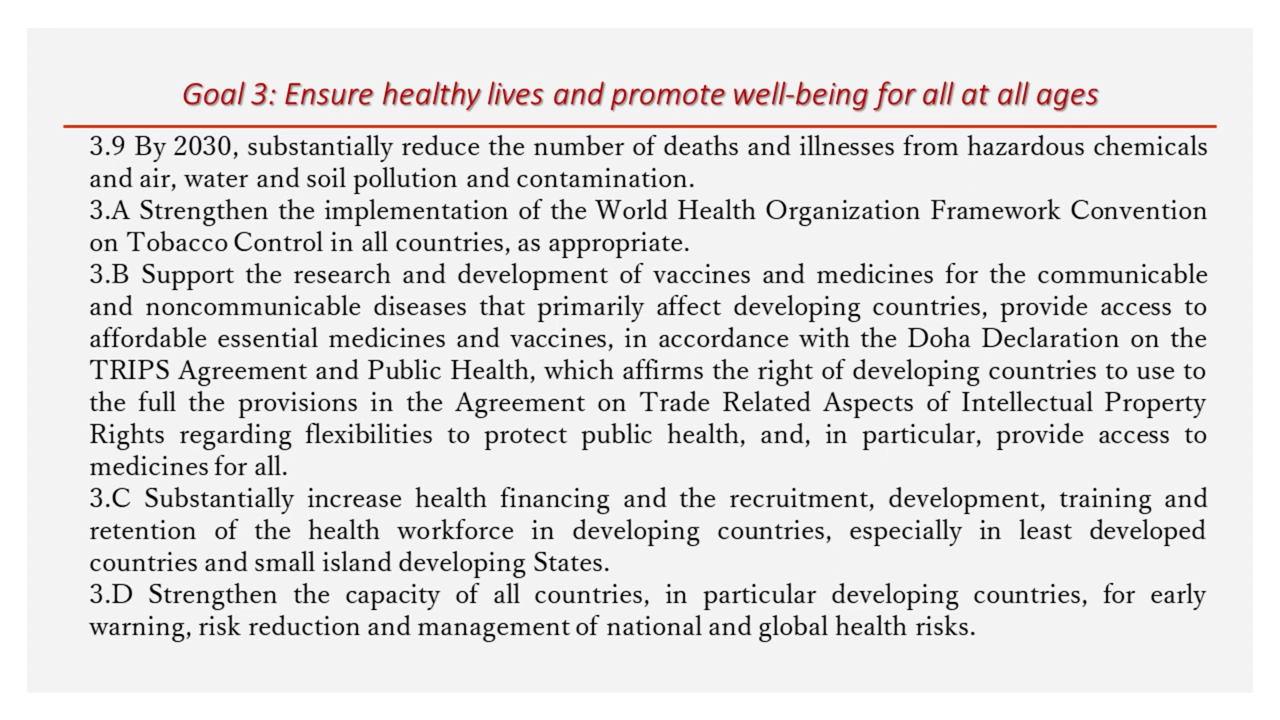 Goal 3: Ensure healthy lives and promote well-being for all at all ages
3.9 By 2030, substantially reduce the number of deaths and illnesses from hazardous chemicals
and air, water and soil pollution and contamination.
3.A Strengthen the implementation of the World Health Organization Framework Convention
on Tobacco Control in all countries, as appropriate.
3.B Support the research and development of vaccines and medicines for the communicable
and noncommunicable diseases that primarily affect developing countries, provide access to
affordable essential medicines and vaccines, in accordance with the Doha Declaration on the
TRIPS Agreement and Public Health, which affirms the right of developing countries to use to
the full the provisions in the Agreement on Trade Related Aspects of Intellectual Property
Rights regarding flexibilities to protect public health, and, in particular, provide access to
medicines for all.
3.C Substantially increase health financing and the recruitment, development, training and
retention of the health workforce in developing countries, especially in least developed
countries and small island developing States.
3.D Strengthen the capacity of all countries, in particular developing countries, for early
warning, risk reduction and management of national and global health risks.